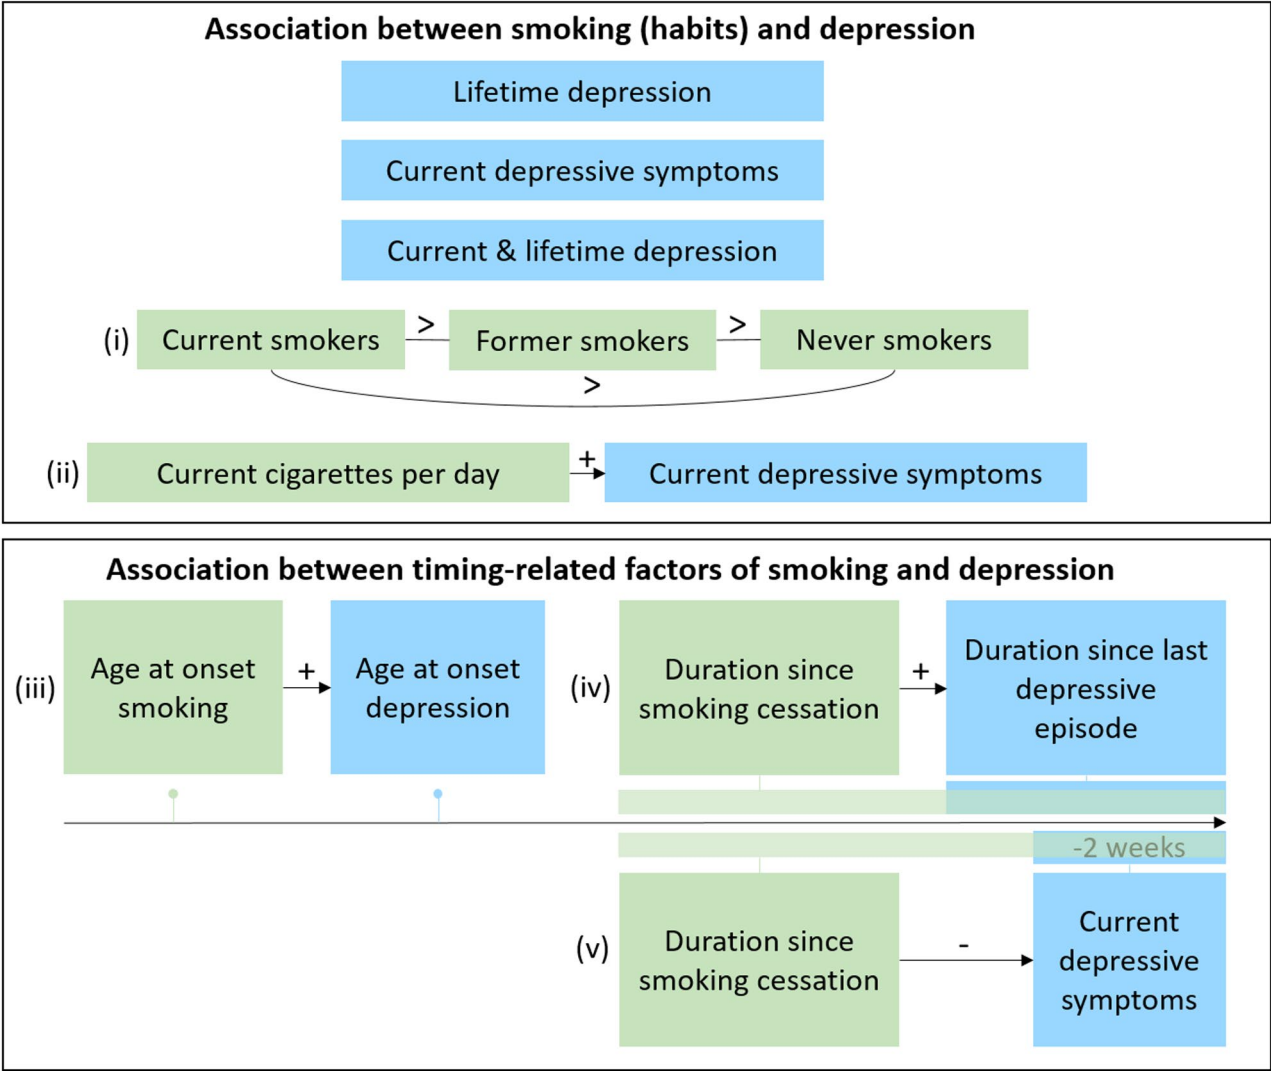 Association between smoking (habits) and depression
Lifetime depression
Current depressive symptoms
Current & lifetime depression
(i) Current smokers > Former smokers > Never smokers
>
(ii) Current cigarettes per day + Current depressive symptoms
Association between timing-related factors of smoking and depression
(iii)
Age at onset
smoking
+
Age at onset
depression
(iv)
Duration since
smoking cessation
+
Duration since last
depressive
episode
-2 weeks
(v)
Duration since
smoking cessation
-
Current
depressive
symptoms